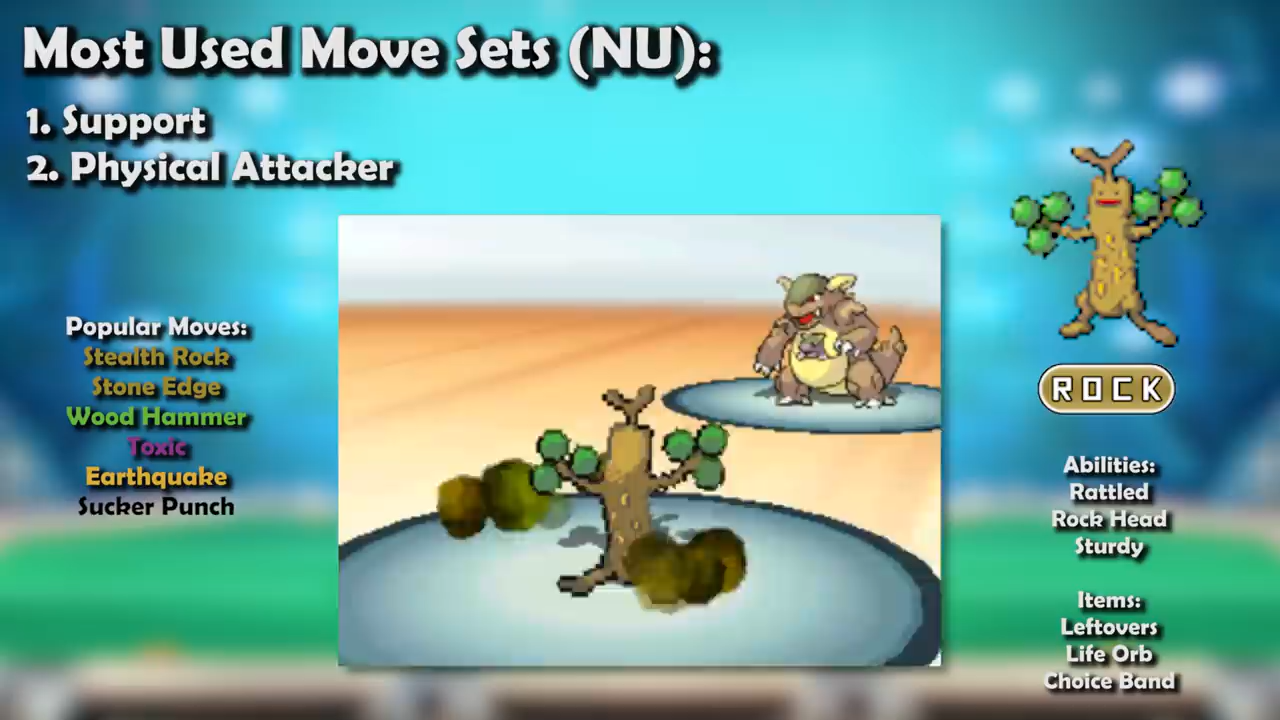 Most Used Move Sets (NU):
1. Support
2. Physical Attacker
Popular Moves:
Stealth Rock
Stone Edge
Wood Hammer
Toxic
Earthquake
Sucker Punch
ROCK
Abilities:
Rattled
Rock Head
Sturdy
Items:
Leftovers
Life Orb
Choice Band